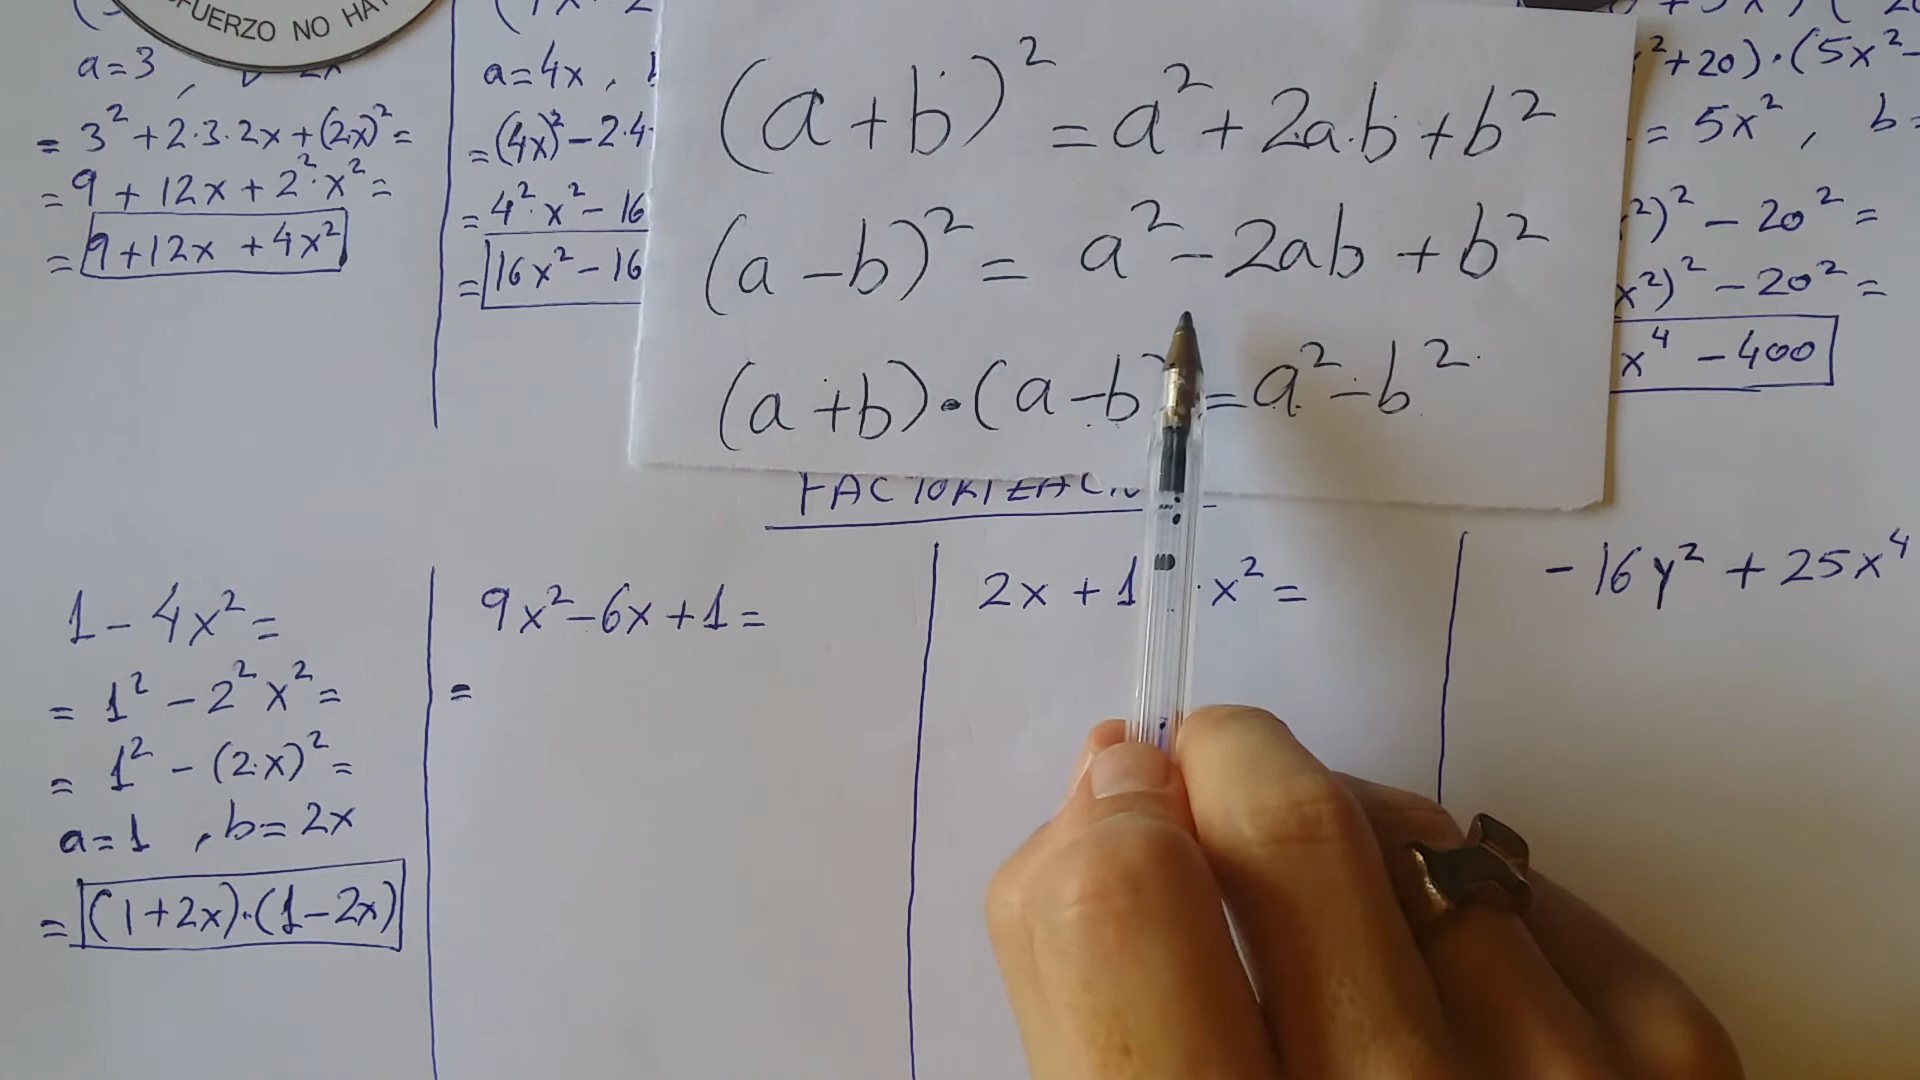 FUERZO NO HAY
a=3 ,
= 3² + 2·3·2x + (2x)² =
= 9 + 12x + 2²·x² =
= 9+12x +4x²
a=4x ,
= (4x)² − 2·4
= 4²·x² − 16
= 16x² − 16
(a+b)² = a² + 2a·b + b²
(a−b)² = a² − 2ab + b²
(a+b)·(a−b = a² − b²
²+20)·(5x² −
= 5x² , b=
²)² − 20² =
x²)² − 20² =
x⁴ − 400
FACTORIZACI
1 − 4x² =
= 1² − 2² x² =
= 1² − (2·x)² =
a=1 , b=2x
= (1+2x)·(1−2x)
9x² −6x +1 =
=
2x + 1 x² =
−16y² + 25x⁴